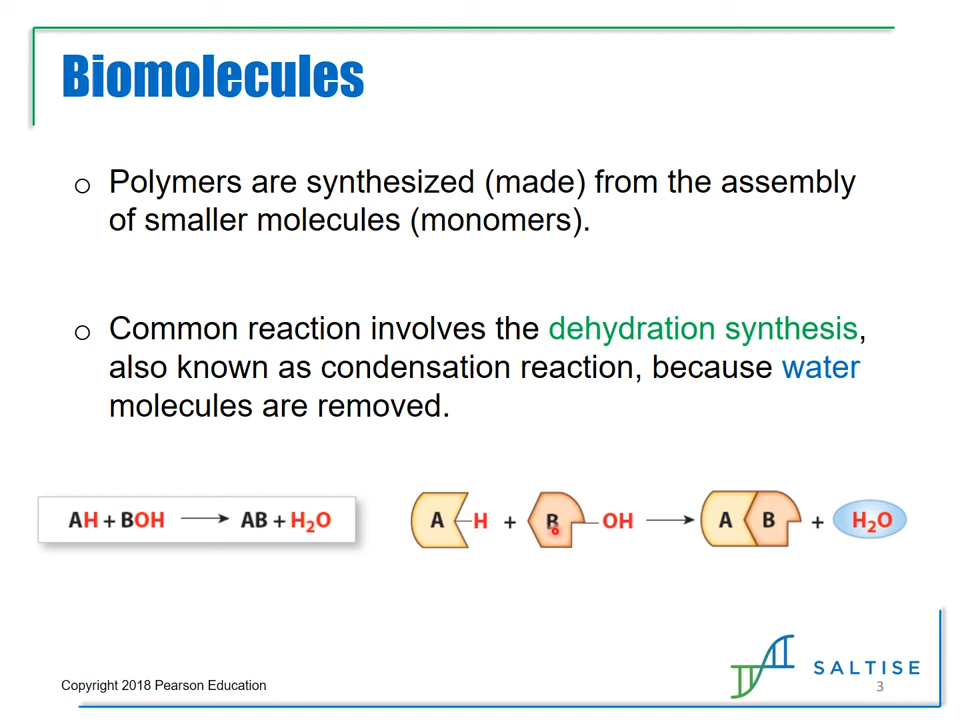 Biomolecules
o Polymers are synthesized (made) from the assembly
of smaller molecules (monomers).
o Common reaction involves the dehydration synthesis,
also known as condensation reaction, because water
molecules are removed.
AH + BOH → AB + H₂O
A H + B OH → A B + H₂O
SALTISE
Copyright 2018 Pearson Education
3